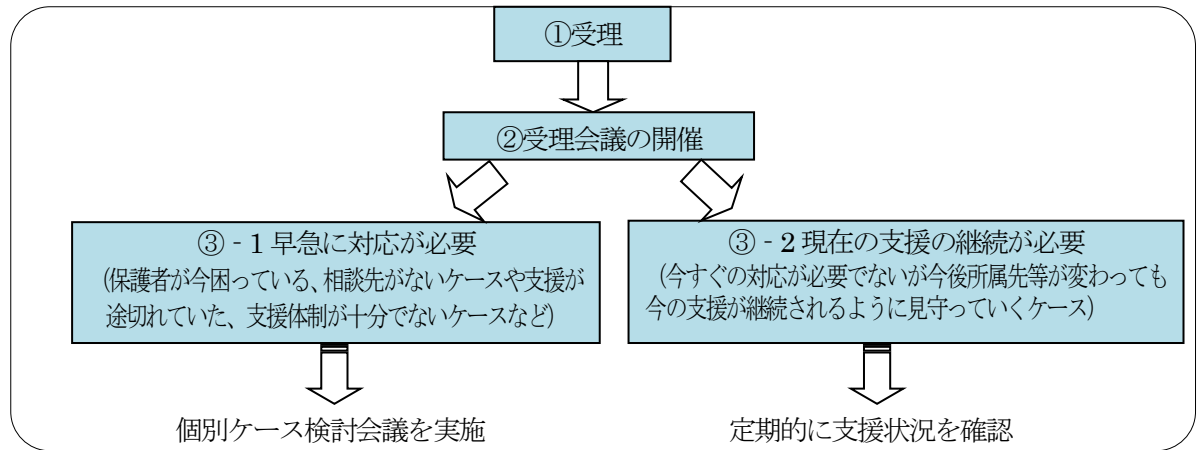 ①受理
②受理会議の開催
③‐1 早急に対応が必要
(保護者が今困っている、相談先がないケースや支援が
途切れていた、支援体制が十分でないケースなど)
③‐2 現在の支援の継続が必要
(今すぐの対応が必要でないが今後所属先等が変わっても
今の支援が継続されるように見守っていくケース)
個別ケース検討会議を実施
定期的に支援状況を確認